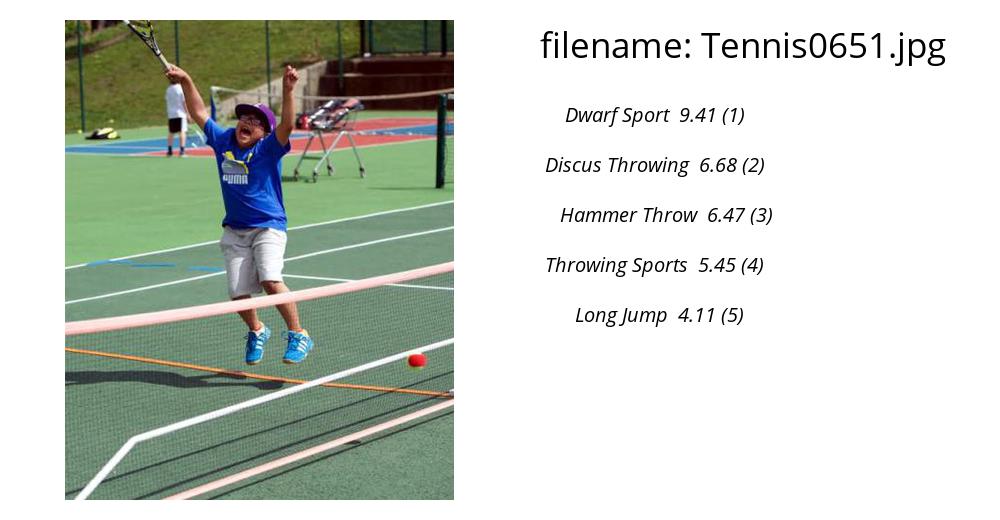 filename: Tennis0651.jpg
Dwarf Sport 9.41 (1)
Discus Throwing 6.68 (2)
Hammer Throw 6.47 (3)
Throwing Sports 5.45 (4)
Long Jump 4.11 (5)
PUMA